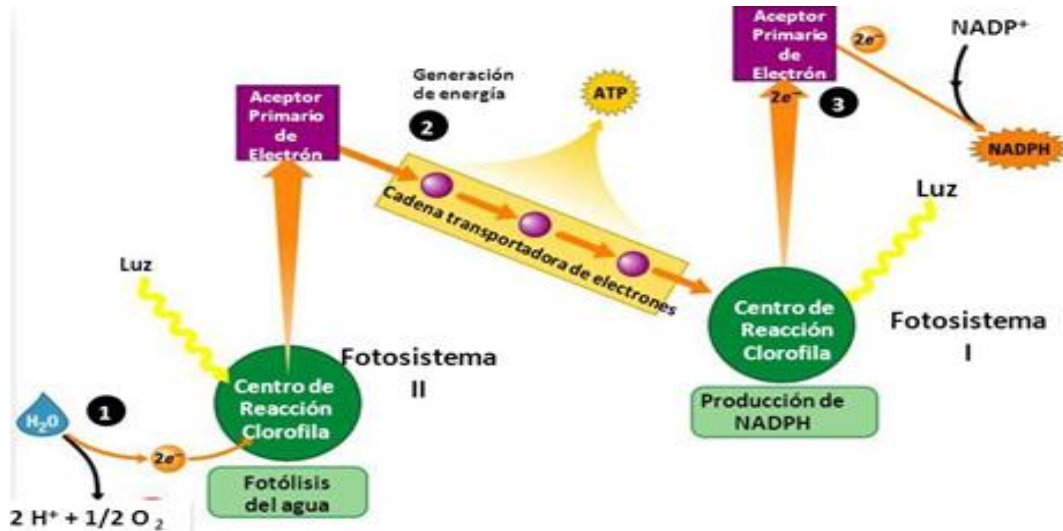 Aceptor
Primario
de
Electrón
2e-
NADP+
Generación
de energía
ATP
2
Aceptor
Primario
de
Electrón
2e-
3
NADPH
Cadena transportadora de electrones
Luz
Luz
Centro de
Reacción
Clorofila
Fotosistema
I
Fotosistema
II
Centro de
Reacción
Clorofila
Producción de
NADPH
1
H2O
2e-
Fotólisis
del agua
2 H+ + 1/2 O2